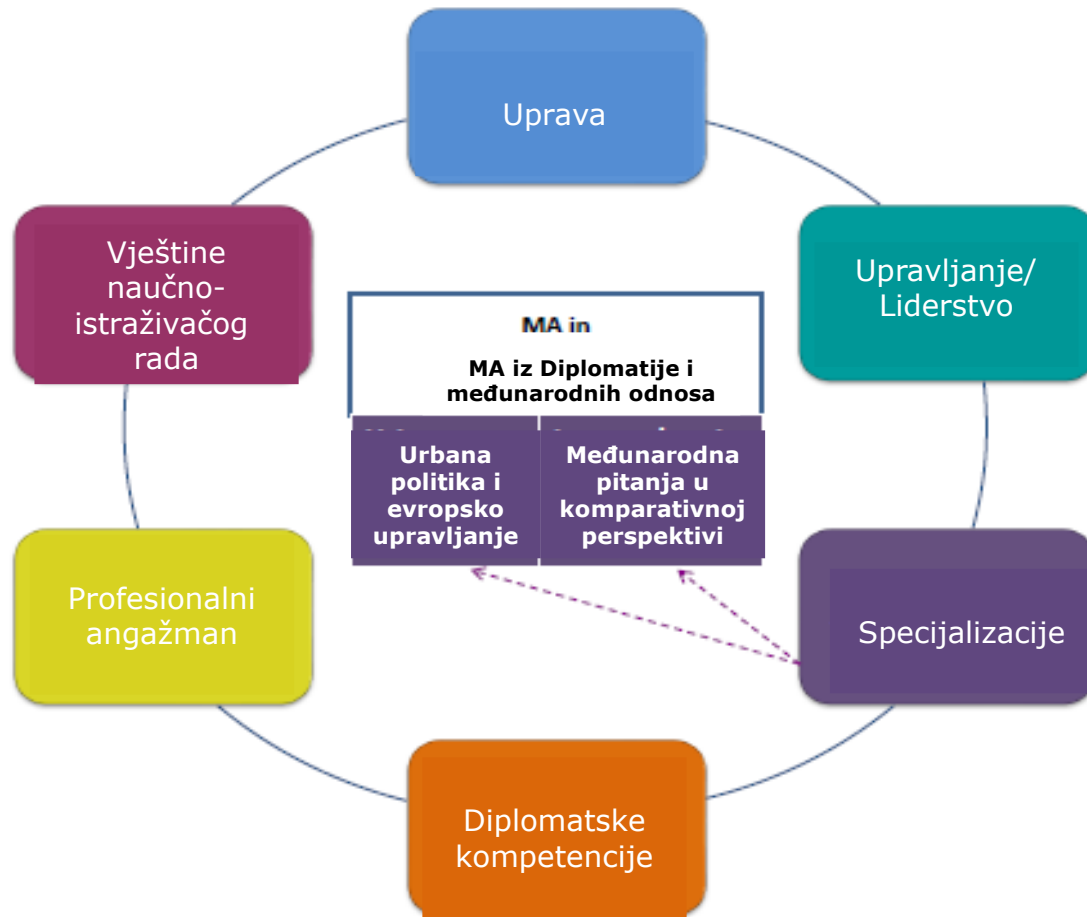 Uprava
Upravljanje/
Liderstvo
Vještine
naučno-
istraživačog
rada
MA in
MA iz Diplomatije i
međunarodnih odnosa
Urbana
politika i
evropsko
upravljanje
Međunarodna
pitanja u
komparativnoj
perspektivi
Profesionalni
angažman
Specijalizacije
Diplomatske
kompetencije